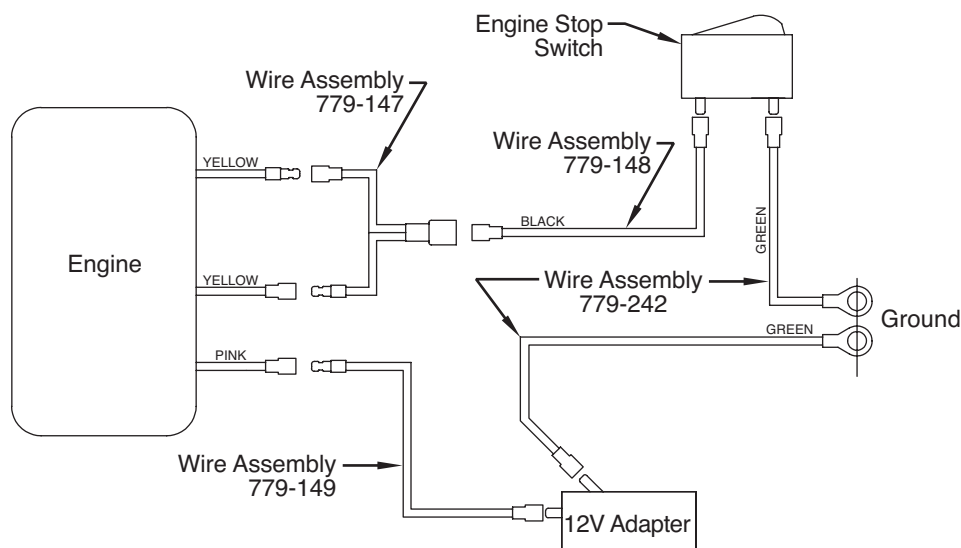 Engine Stop
Switch
Wire Assembly
779-147
Wire Assembly
779-148
YELLOW
BLACK
GREEN
Engine
YELLOW
Wire Assembly
779-242
Ground
GREEN
PINK
Wire Assembly
779-149
12V Adapter